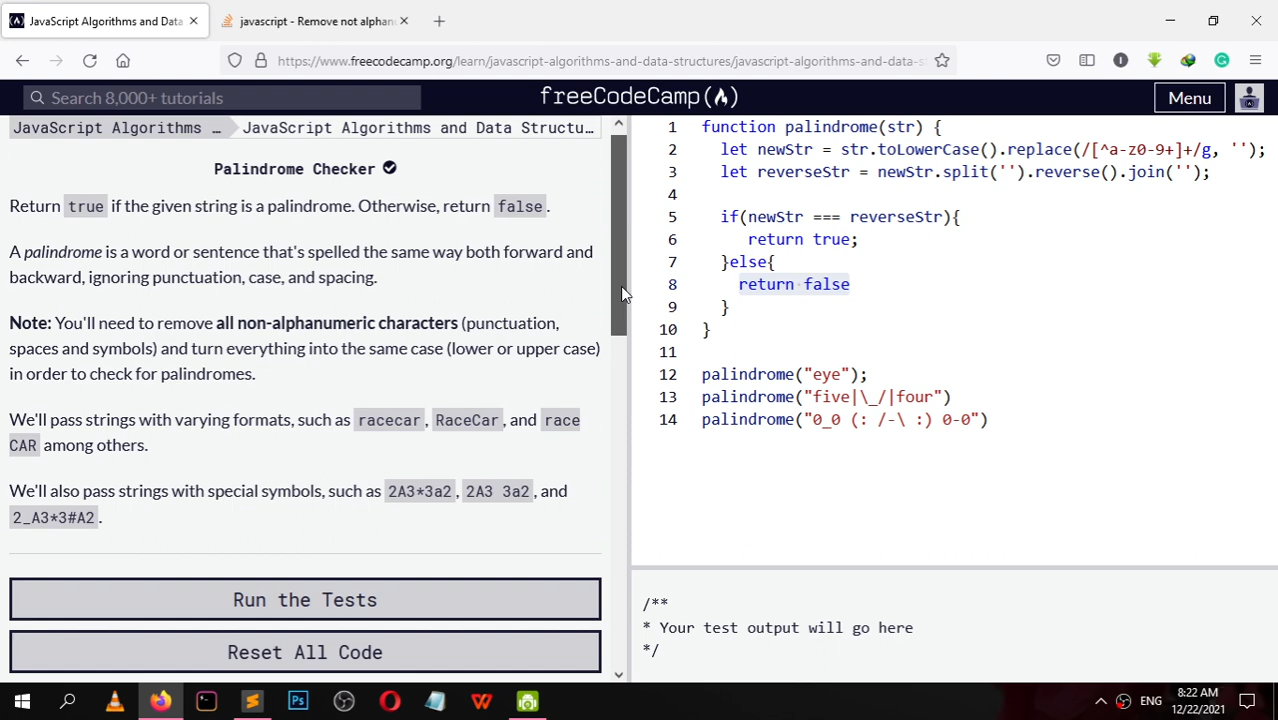 JavaScript Algorithms and Data
javascript - Remove not alphan
https://www.freecodecamp.org/learn/javascript-algorithms-and-data-structures/javascript-algorithms-and-data-s
Search 8,000+ tutorials
freeCodeCamp
Menu
JavaScript Algorithms … JavaScript Algorithms and Data Structu…
Palindrome Checker
Return true if the given string is a palindrome. Otherwise, return false.
A palindrome is a word or sentence that's spelled the same way both forward and
backward, ignoring punctuation, case, and spacing.
Note: You'll need to remove all non-alphanumeric characters (punctuation,
spaces and symbols) and turn everything into the same case (lower or upper case)
in order to check for palindromes.
We'll pass strings with varying formats, such as racecar, RaceCar, and race
CAR among others.
We'll also pass strings with special symbols, such as 2A3*3a2, 2A3 3a2, and
2_A3*3#A2.
Run the Tests
Reset All Code
1 function palindrome(str) {
2 let newStr = str.toLowerCase().replace(/[^a-z0-9+]+/g, '');
3 let reverseStr = newStr.split('').reverse().join('');
4
5 if(newStr === reverseStr){
6 return true;
7 }else{
8 return false
9 }
10 }
11
12 palindrome("eye");
13 palindrome("five|\_/|four")
14 palindrome("0_0 (: /-\ :) 0-0")
/**
* Your test output will go here
*/
ENG
8:22 AM
12/22/2021